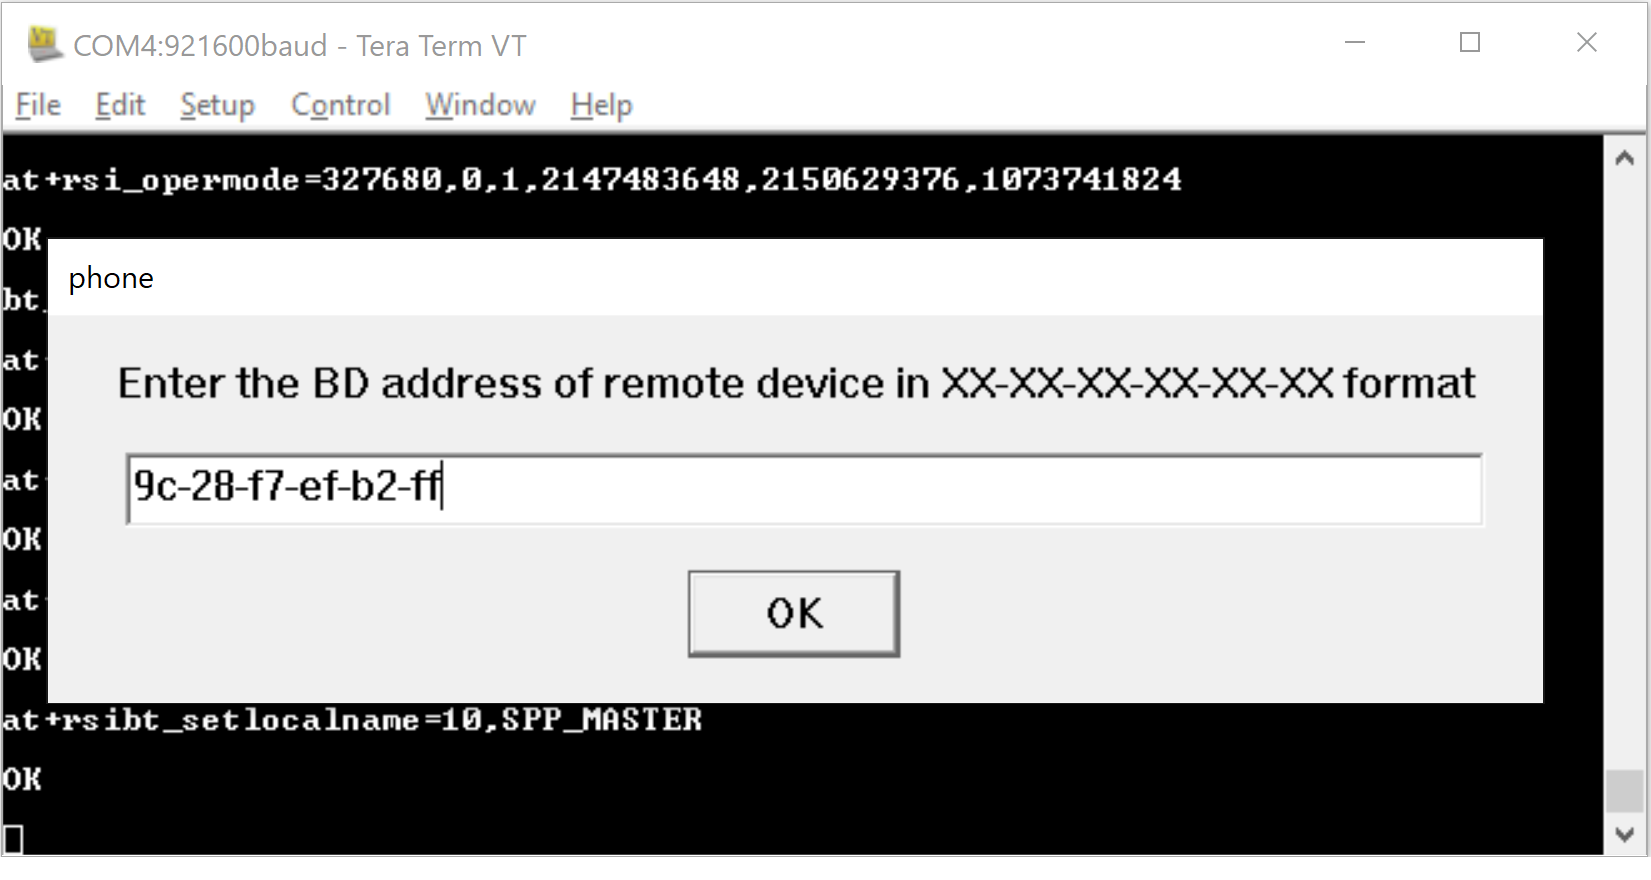 COM4:921600baud - Tera Term VT
File Edit Setup Control Window Help
at+rsi_opermode=327680,0,1,2147483648,2150629376,1073741824
OK
phone
bt_
at
Enter the BD address of remote device in XX-XX-XX-XX-XX-XX format
OK
at
9c-28-f7-ef-b2-ff
OK
at
OK
OK
at+rsibt_setlocalname=10,SPP_MASTER
OK